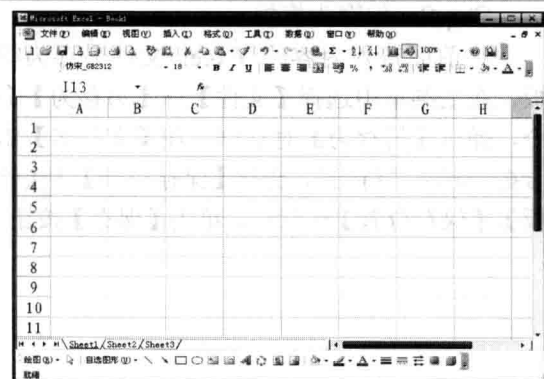 Microsoft Excel - Book1
文件(F) 编辑(E) 视图(V) 插入(I) 格式(O) 工具(T) 数据(D) 窗口(W) 帮助(H)
Σ 100%
仿宋_GB2312 18 B I U % ,
I13 fx
A B C D E F G H
1
2
3
4
5
6
7
8
9
10
11
Sheet1 Sheet2 Sheet3
绘图(R) 自选图形(U) A
就绪